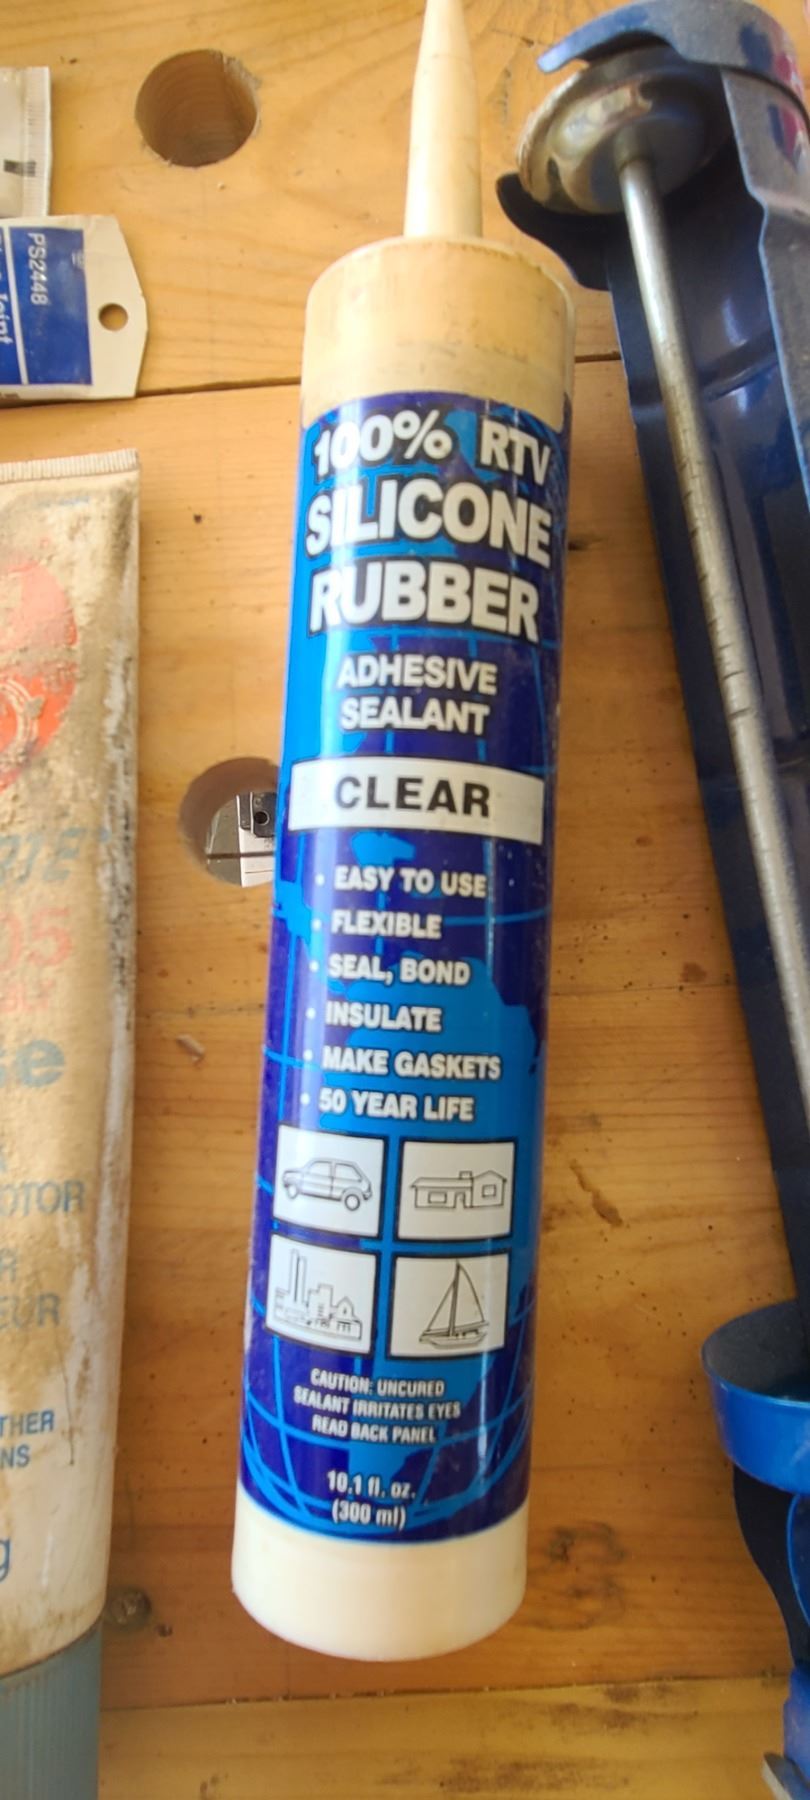 100% RTV
SILICONE
RUBBER
ADHESIVE
SEALANT
CLEAR
• EASY TO USE
• FLEXIBLE
• SEAL, BOND
• INSULATE
• MAKE GASKETS
• 50 YEAR LIFE
CAUTION: UNCURED
SEALANT IRRITATES EYES
READ BACK PANEL
10.1 fl. oz.
(300 ml)
PS2448